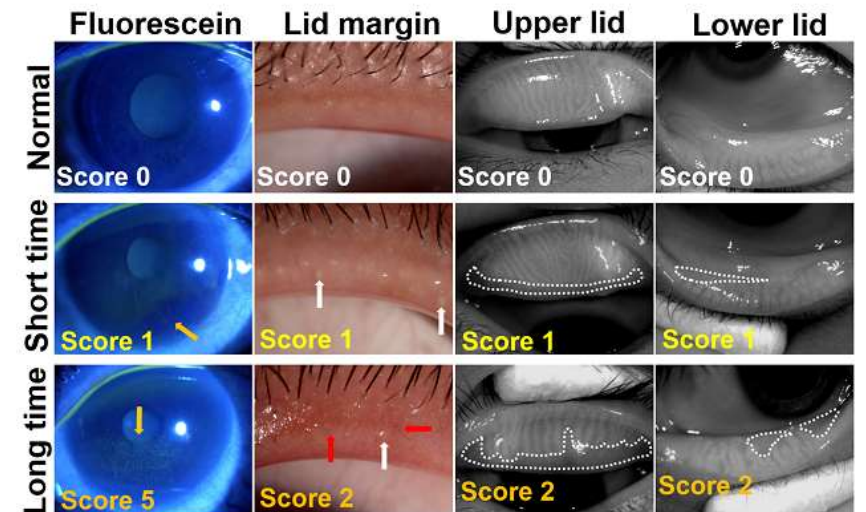 Fluorescein Lid margin Upper lid Lower lid
Normal
Score 0 Score 0 Score 0 Score 0
Short time
Score 1 Score 1 Score 1 Score 1
Long time
Score 5 Score 2 Score 2 Score 2